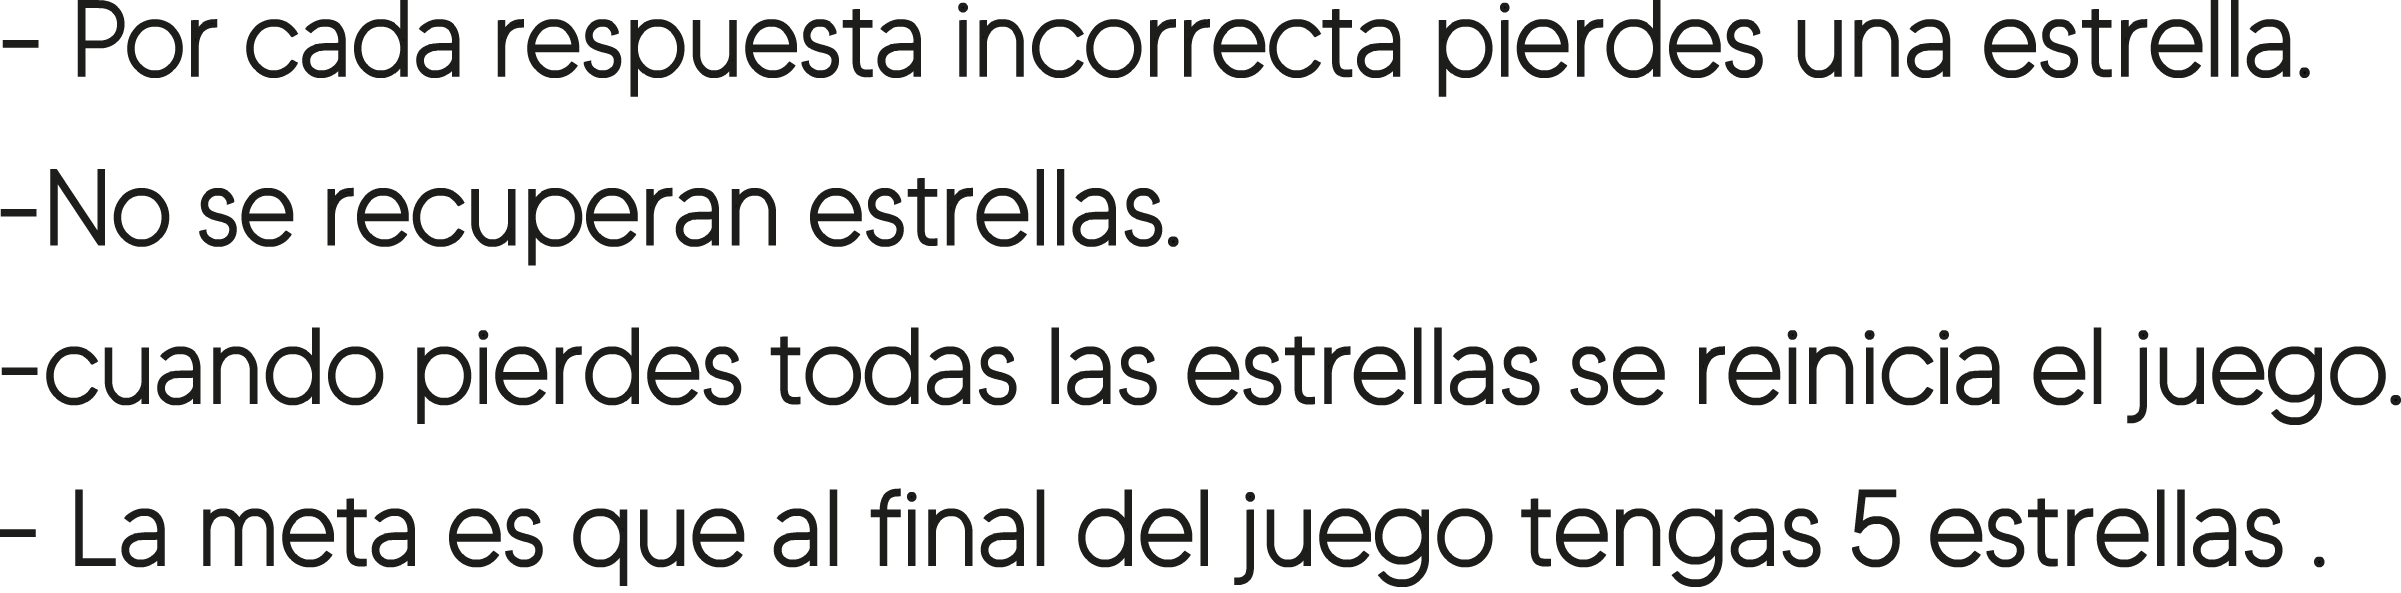 - Por cada respuesta incorrecta pierdes una estrella.
-No se recuperan estrellas.
-cuando pierdes todas las estrellas se reinicia el juego.
- La meta es que al final del juego tengas 5 estrellas .